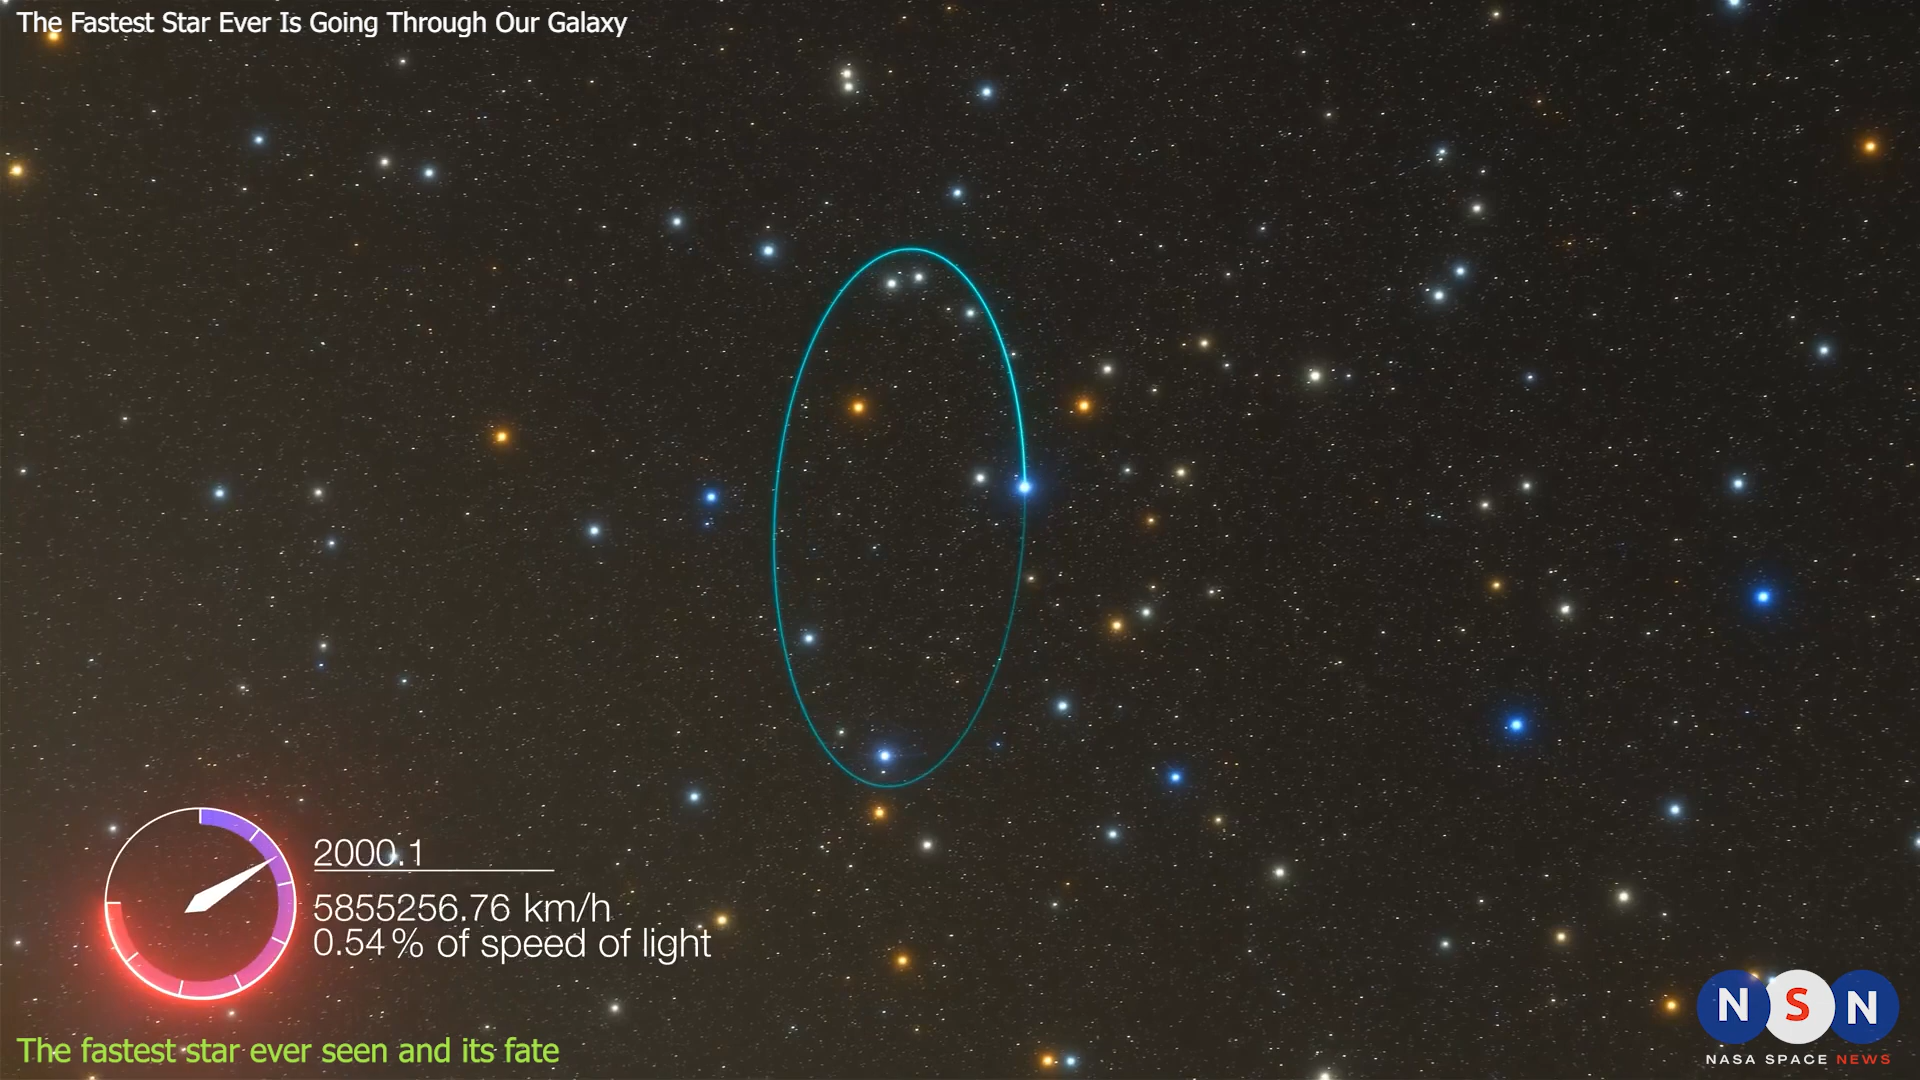 The Fastest Star Ever Is Going Through Our Galaxy
2000.1
5855256.76 km/h
0.54% of speed of light
The fastest star ever seen and its fate
N S N
NASA SPACE NEWS